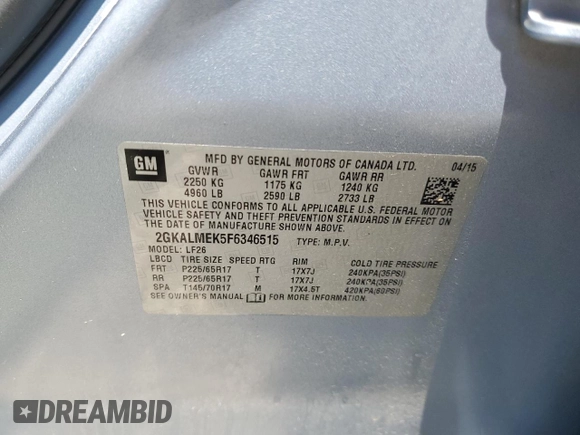 GM
MFD BY GENERAL MOTORS OF CANADA LTD. 04/15
GVWR GAWR FRT GAWR RR
2250 KG 1175 KG 1240 KG
4960 LB 2590 LB 2733 LB
THIS VEHICLE CONFORMS TO ALL APPLICABLE U.S. FEDERAL MOTOR
VEHICLE SAFETY AND THEFT PREVENTION STANDARDS IN EFFECT ON
THE DATE OF MANUFACTURE SHOWN ABOVE.
2GKALMEK5F6346515 TYPE: M.P.V.
MODEL: LF26
LBCD TIRE SIZE SPEED RTG RIM COLD TIRE PRESSURE
FRT P225/65R17 T 17X7J 240KPA(35PSI)
RR P225/65R17 T 17X7J 240KPA(35PSI)
SPA T145/70R17 M 17X4.5T 420KPA(60PSI)
SEE OWNER'S MANUAL FOR MORE INFORMATION
DREAMBID